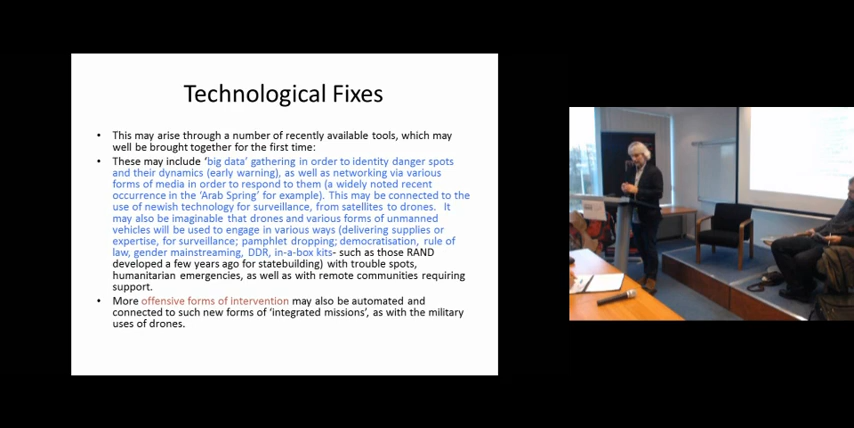 Technological Fixes
• This may arise through a number of recently available tools, which may
well be brought together for the first time:
• These may include ‘big data’ gathering in order to identity danger spots
and their dynamics (early warning), as well as networking via various
forms of media in order to respond to them (a widely noted recent
occurrence in the ‘Arab Spring’ for example). This may be connected to the
use of newish technology for surveillance, from satellites to drones. It
may also be imaginable that drones and various forms of unmanned
vehicles will be used to engage in various ways (delivering supplies or
expertise, for surveillance; pamphlet dropping; democratisation, rule of
law, gender mainstreaming, DDR, in-a-box kits- such as those RAND
developed a few years ago for statebuilding) with trouble spots,
humanitarian emergencies, as well as with remote communities requiring
support.
• More offensive forms of intervention may also be automated and
connected to such new forms of ‘integrated missions’, as with the military
uses of drones.